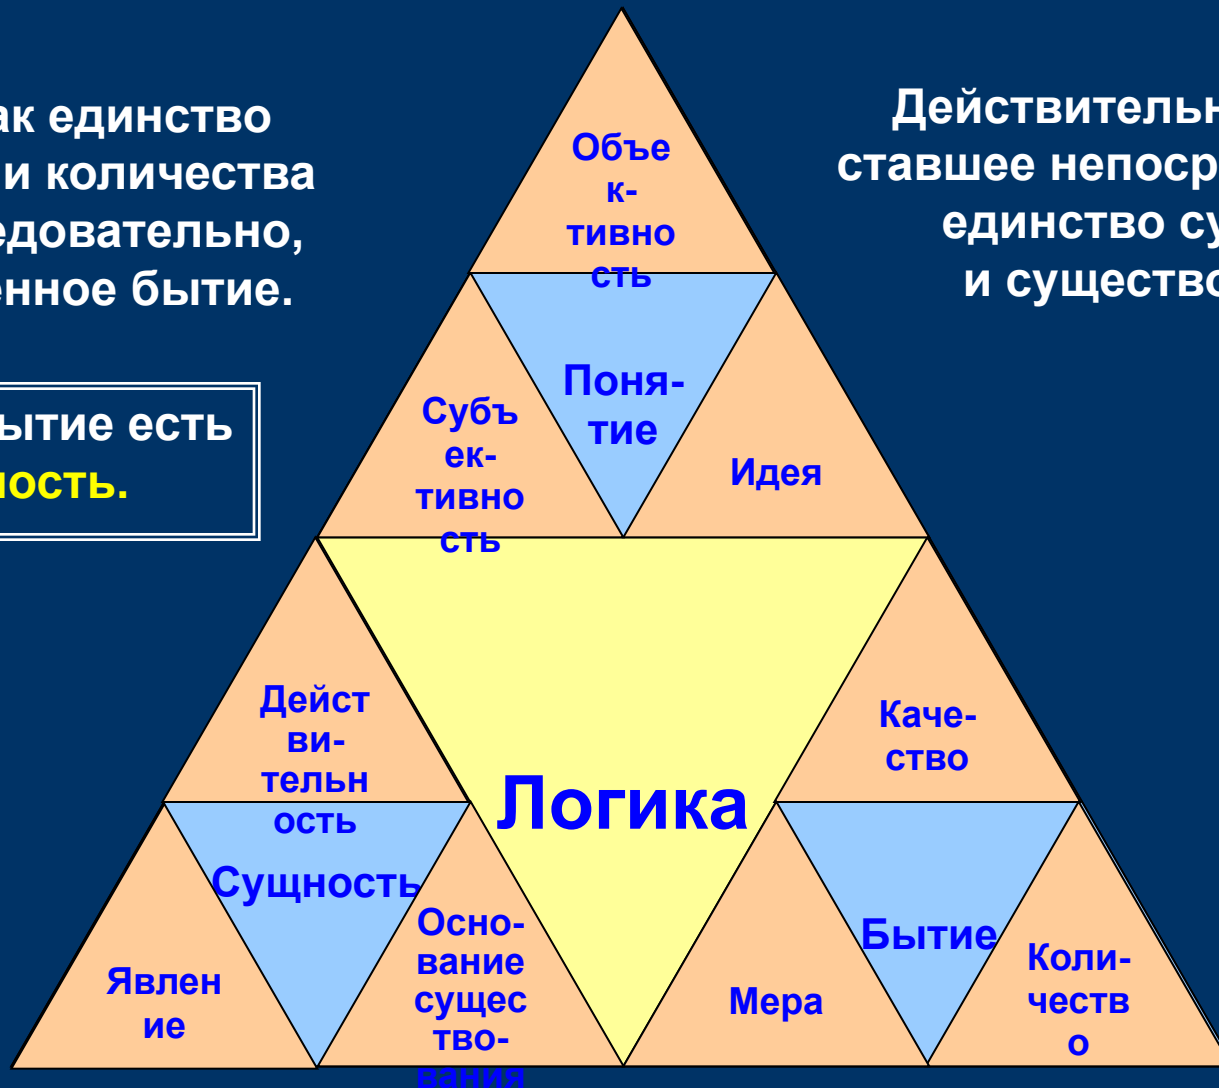 ак единство
и количества
едовательно,
енное бытие.
ытие есть
ость.
Действительн
ставшее непоср
единство су
и существо
Объе
к-
тивно
сть
Поня-
тие
Субъ
ек-
тивно
сть
Идея
Дейст
ви-
тельн
ость
Сущность
Явлен
ие
Осно-
вание
сущес
тво-
вания
Логика
Каче-
ство
Бытие
Мера
Коли-
честв
о